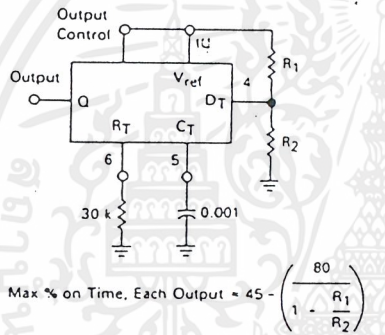 Output
Control
1U
Output
Q
Vref
4
DT
R1
R2
RT
CT
6
5
30 k
0.001
Max % on Time, Each Output ≈ 45 - ( 80 / ( 1 - R1 / R2 ) )